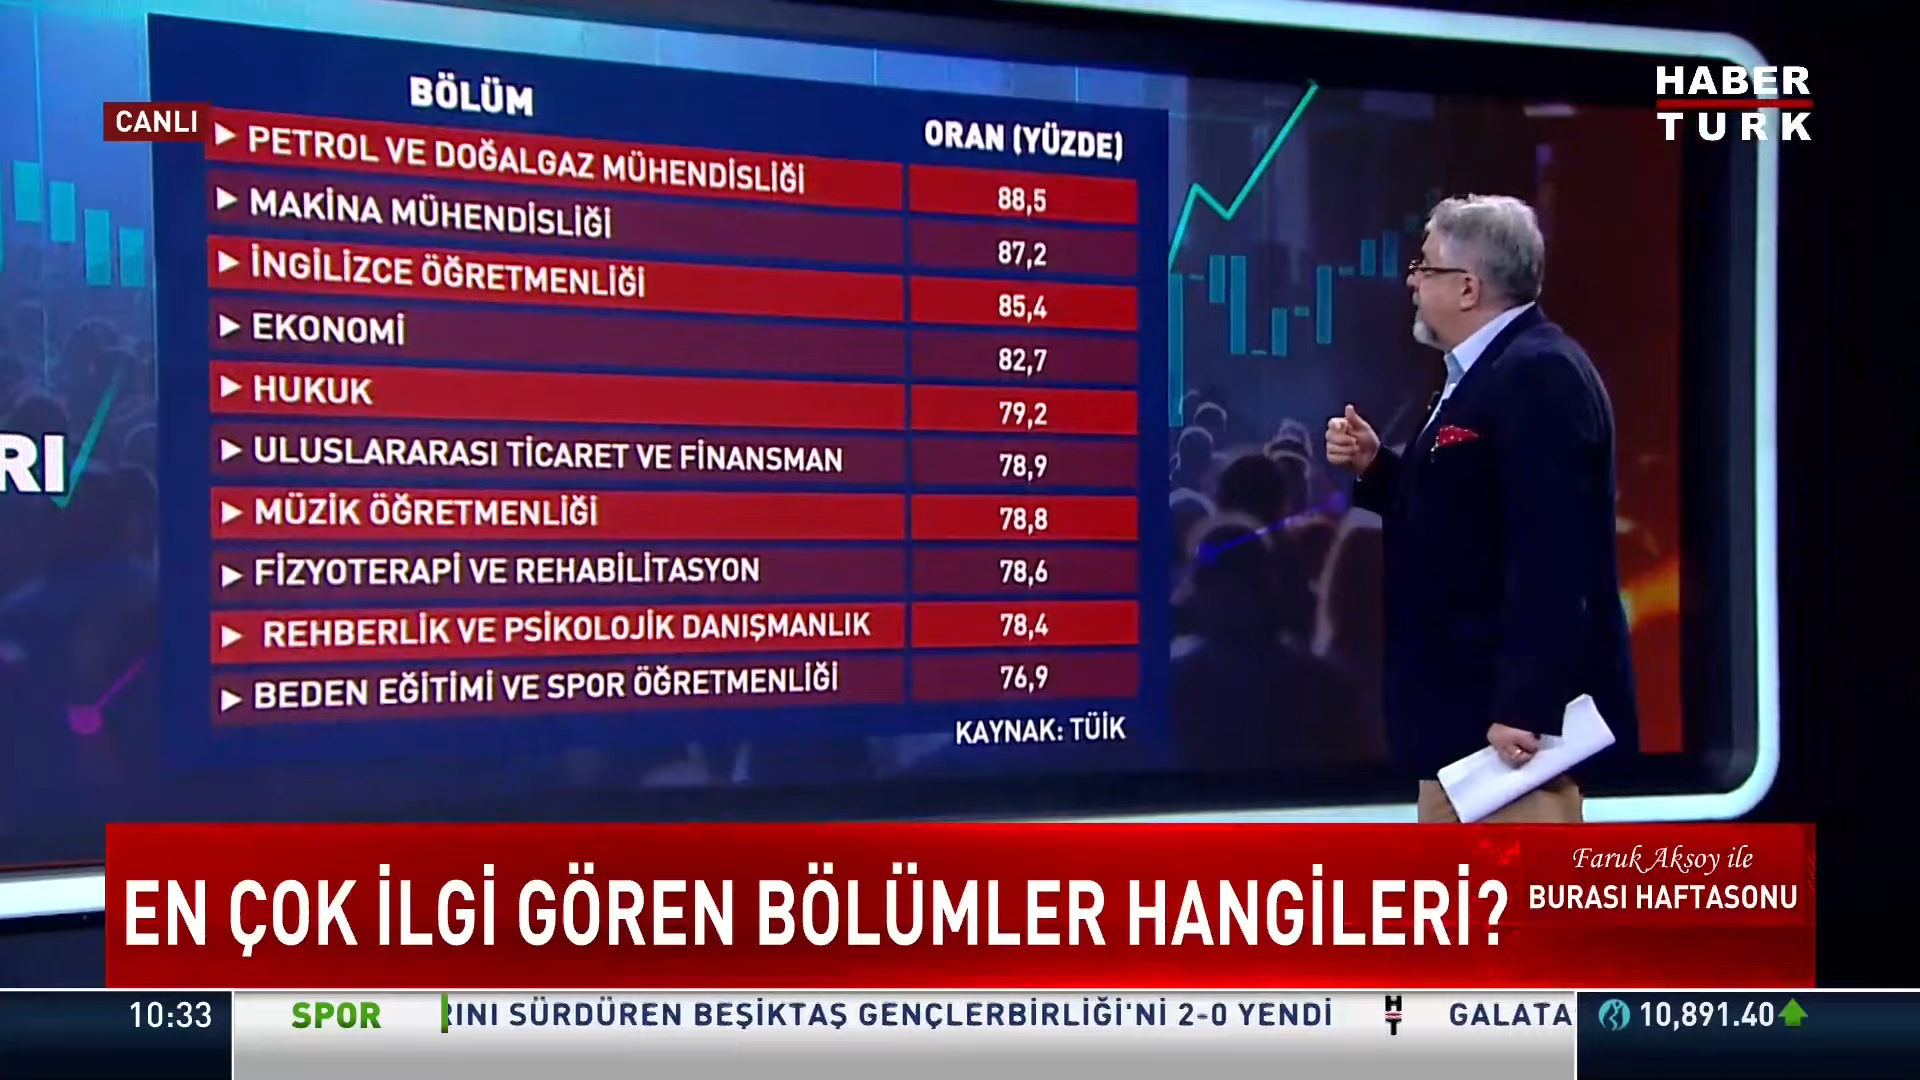 BÖLÜM
ORAN (YÜZDE)
CANLI
PETROL VE DOĞALGAZ MÜHENDİSLİĞİ 88,5
MAKİNA MÜHENDİSLİĞİ 87,2
İNGİLİZCE ÖĞRETMENLİĞİ 85,4
EKONOMİ 82,7
HUKUK 79,2
ULUSLARARASI TİCARET VE FİNANSMAN 78,9
MÜZİK ÖĞRETMENLİĞİ 78,8
FİZYOTERAPİ VE REHABİLİTASYON 78,6
REHBERLİK VE PSİKOLOJİK DANIŞMANLIK 78,4
BEDEN EĞİTİMİ VE SPOR ÖĞRETMENLİĞİ 76,9
KAYNAK: TÜİK
RI
HABER
TURK
EN ÇOK İLGİ GÖREN BÖLÜMLER HANGİLERİ?
Faruk Aksoy ile
BURASI HAFTASONU
10:33 SPOR RINI SÜRDÜREN BEŞİKTAŞ GENÇLERBİRLİĞİ'Nİ 2-0 YENDİ HT GALATA 10,891.40